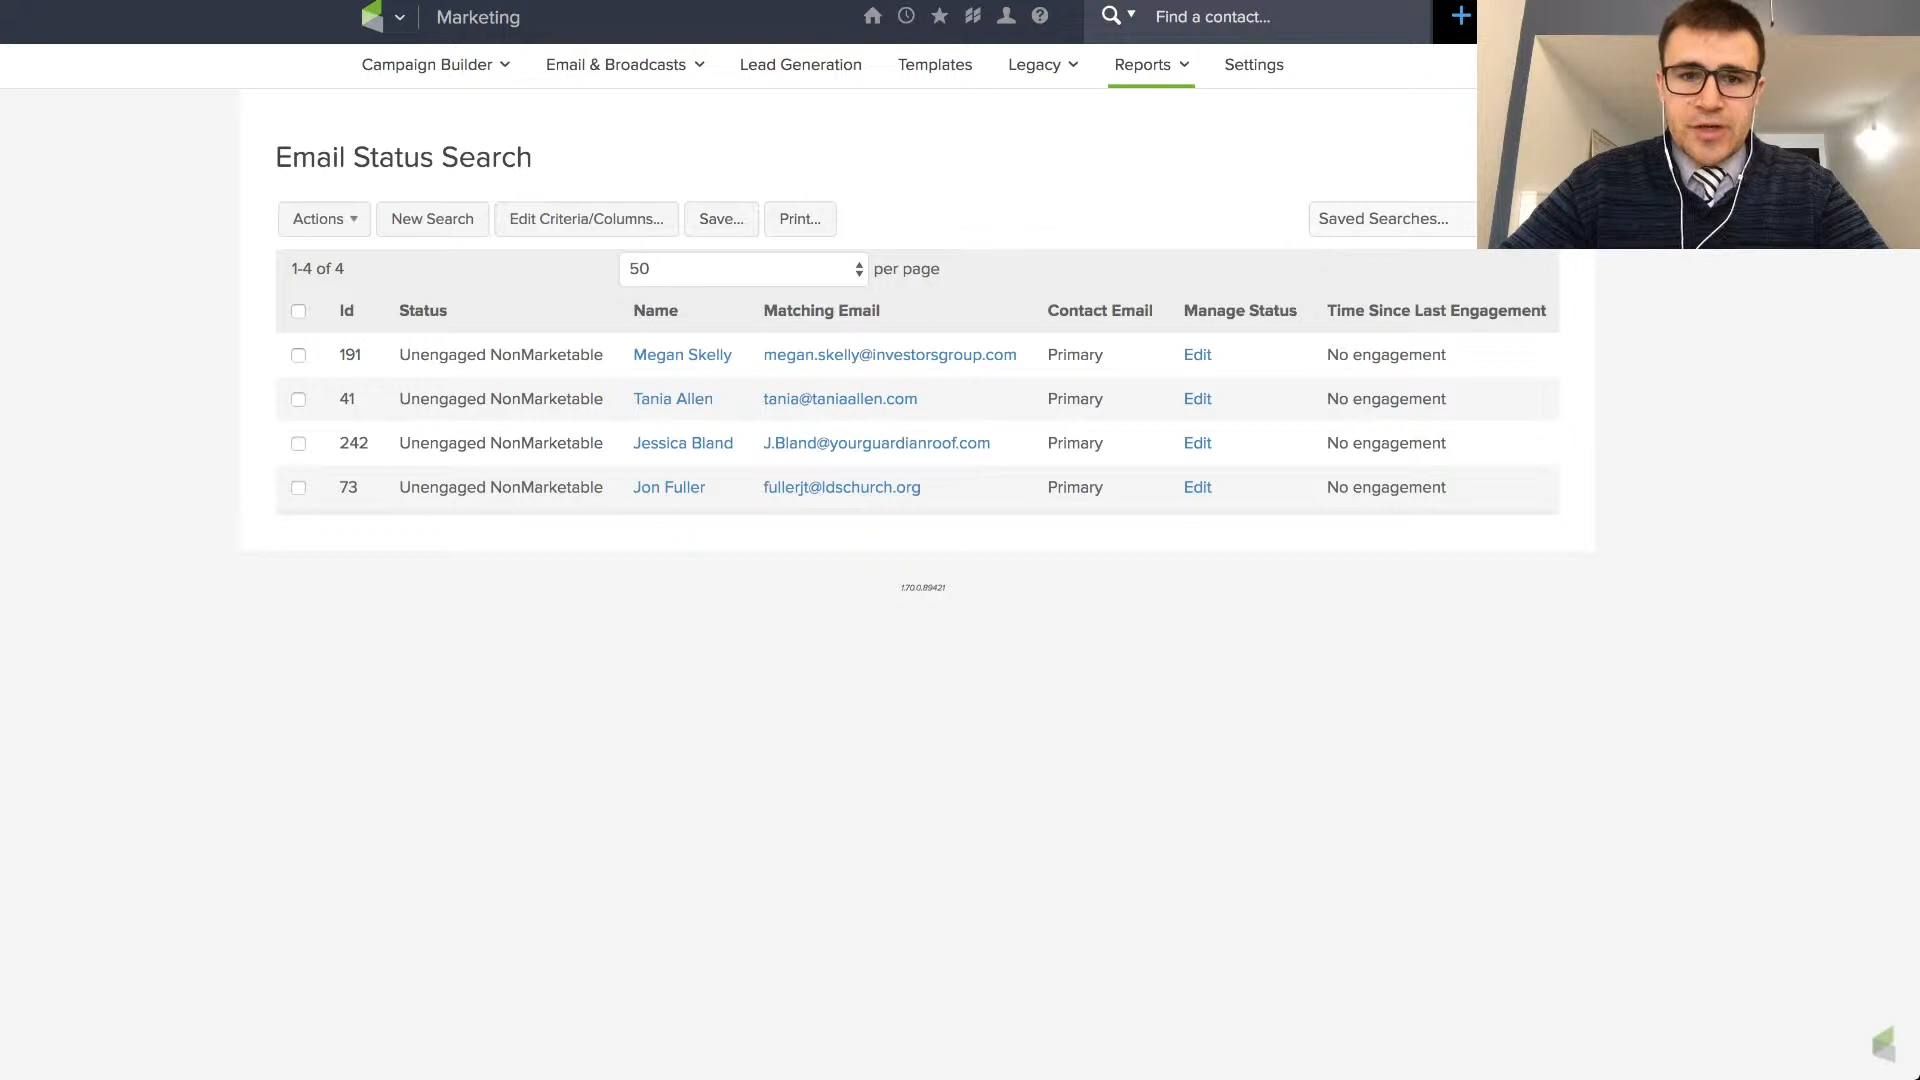 Marketing
Find a contact...
Campaign Builder Email & Broadcasts Lead Generation Templates Legacy Reports Settings
Email Status Search
Actions New Search Edit Criteria/Columns... Save... Print... Saved Searches...
1-4 of 4 50 per page
Id Status Name Matching Email Contact Email Manage Status Time Since Last Engagement
191 Unengaged NonMarketable Megan Skelly megan.skelly@investorsgroup.com Primary Edit No engagement
41 Unengaged NonMarketable Tania Allen tania@taniaallen.com Primary Edit No engagement
242 Unengaged NonMarketable Jessica Bland J.Bland@yourguardianroof.com Primary Edit No engagement
73 Unengaged NonMarketable Jon Fuller fullerjt@ldschurch.org Primary Edit No engagement
1.70.0.89421